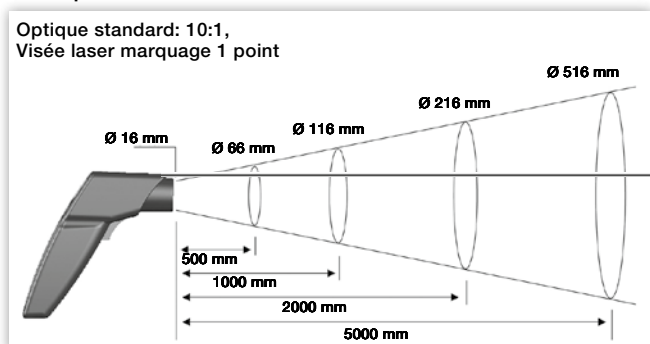 Optique standard: 10:1,
Visée laser marquage 1 point
Ø 516 mm
Ø 216 mm
Ø 116 mm
Ø 66 mm
Ø 16 mm
500 mm
1000 mm
2000 mm
5000 mm